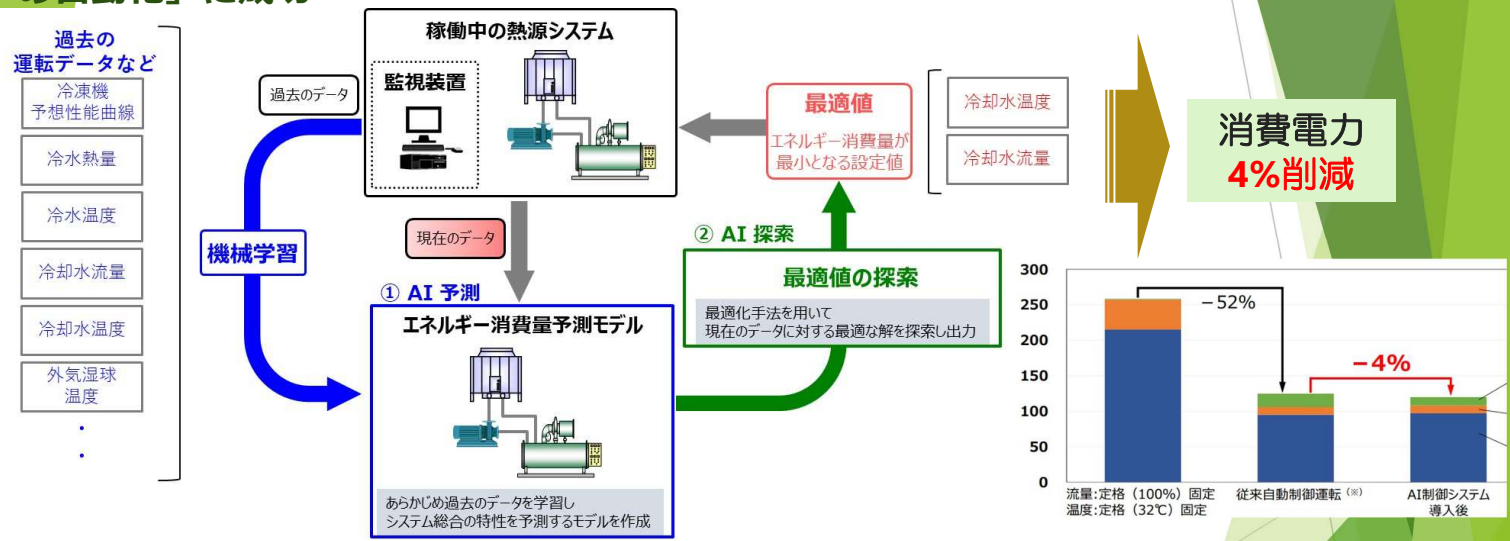 過去の
運転データなど
冷凍機
予想性能曲線
冷水熱量
冷水温度
冷却水流量
冷却水温度
外気湿球
温度
・
・
過去のデータ
機械学習
稼働中の熱源システム
監視装置
現在のデータ
① AI 予測
エネルギー消費量予測モデル
あらかじめ過去のデータを学習し
システム総合の特性を予測するモデルを作成
② AI 探索
最適値の探索
最適化手法を用いて
現在のデータに対する最適な解を探索し出力
最適値
エネルギー消費量が
最小となる設定値
冷却水温度
冷却水流量
消費電力
4%削減
300
250
200
150
100
50
0
－52%
－4%
流量:定格（100%）固定
温度:定格（32℃）固定
従来自動制御運転（※）
AI制御システム
導入後